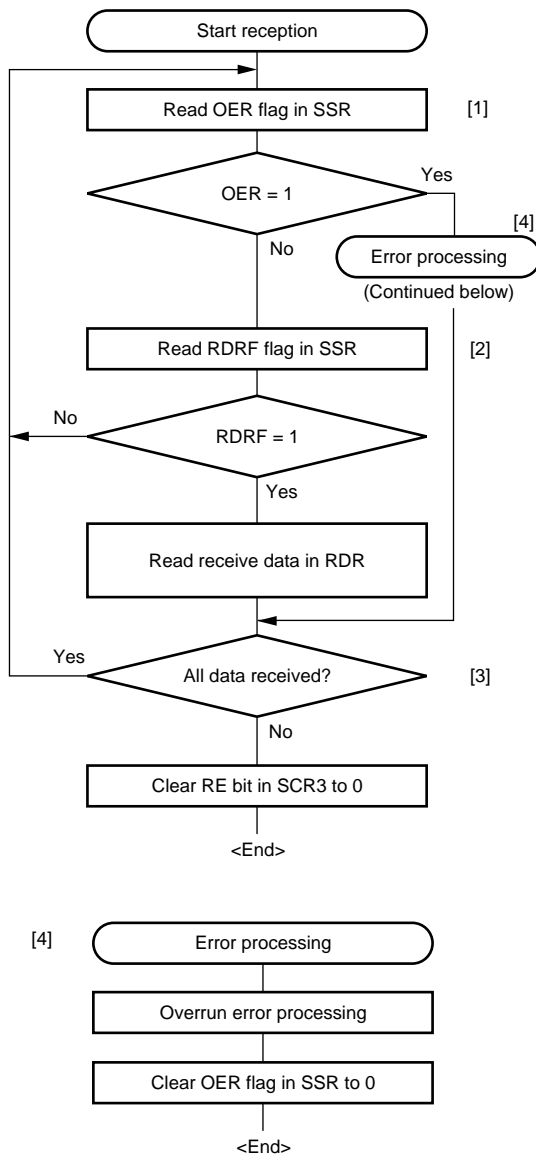 Start reception
Read OER flag in SSR
[1]
OER = 1
Yes
No
[4]
Error processing
(Continued below)
Read RDRF flag in SSR
[2]
No
RDRF = 1
Yes
Read receive data in RDR
Yes
All data received?
[3]
No
Clear RE bit in SCR3 to 0
<End>
[4]
Error processing
Overrun error processing
Clear OER flag in SSR to 0
<End>